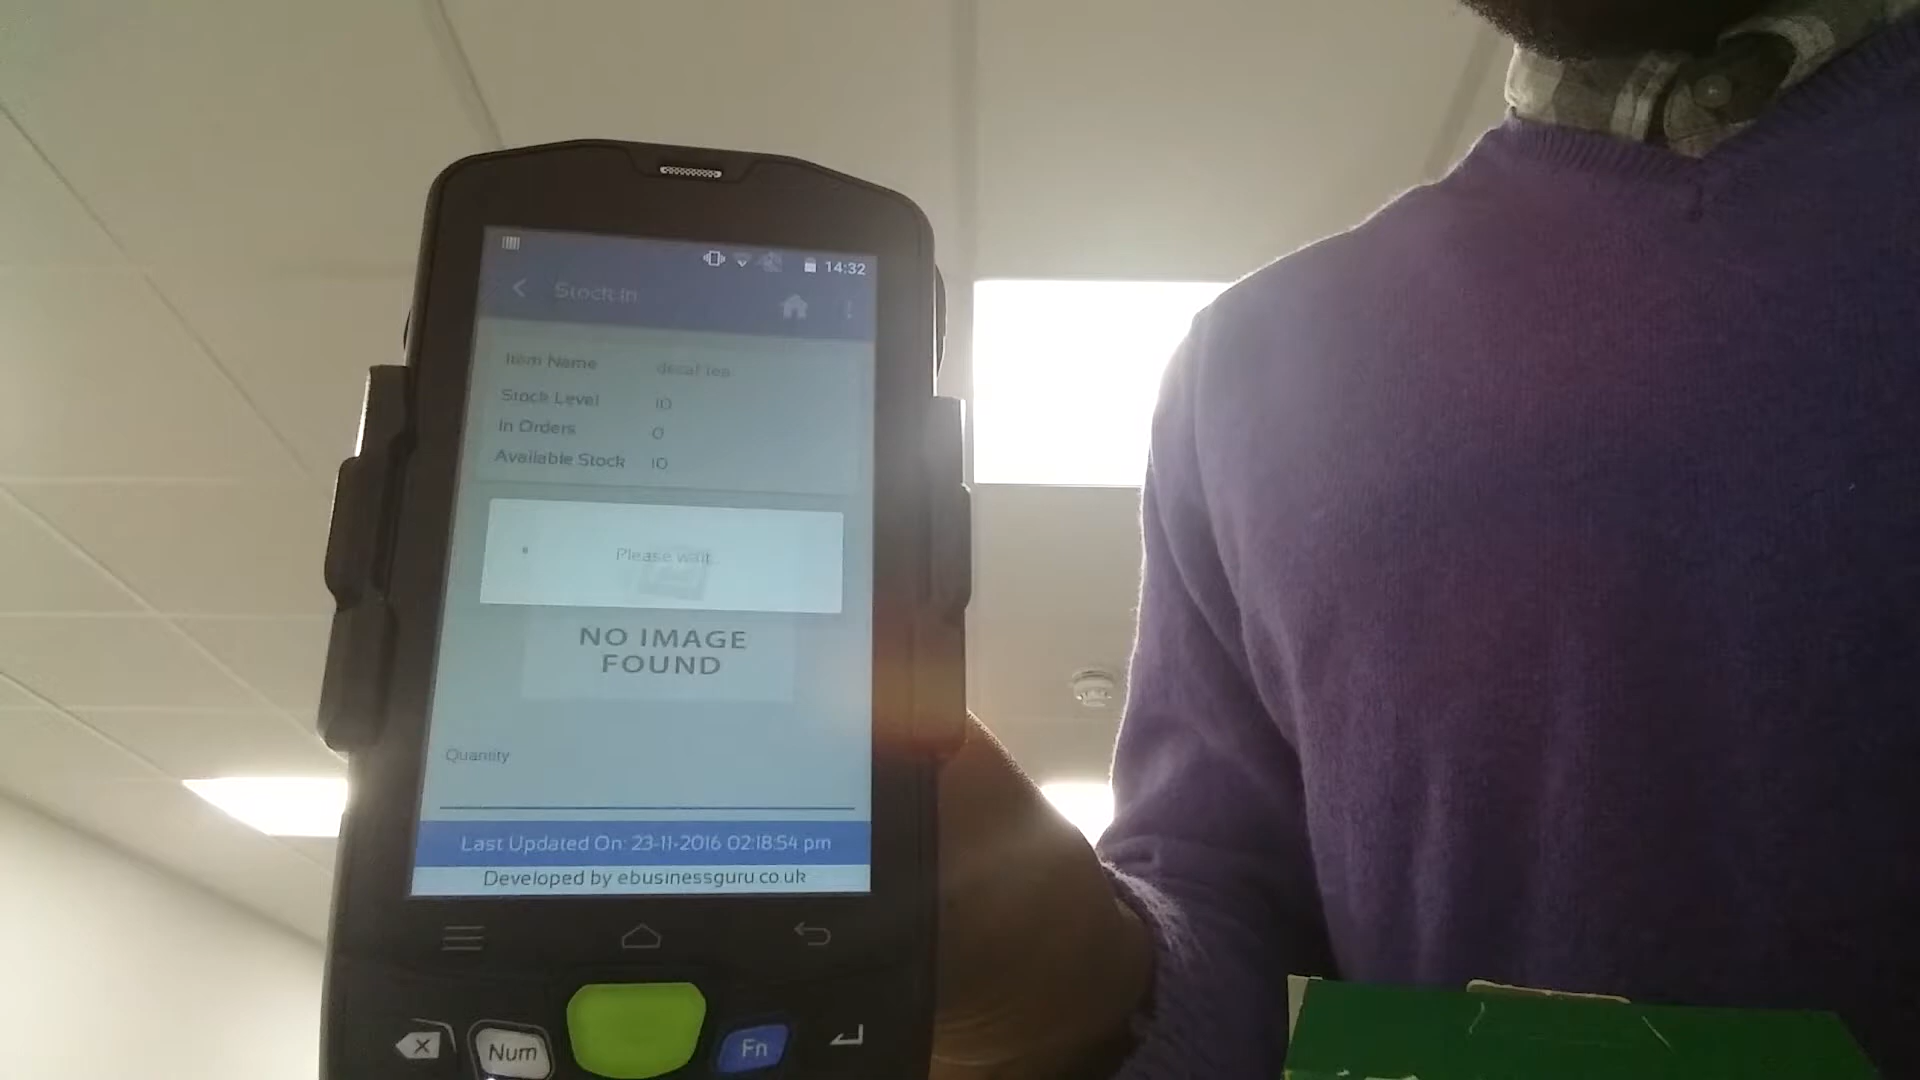 14:32
Stock In
Item Name decaf tea
Stock Level 10
In Orders 0
Available Stock 10
Please wait..
NO IMAGE
FOUND
Quantity
Last Updated On: 23-11-2016 02:18:54 pm
Developed by ebusinessguru.co.uk
Num
Fn